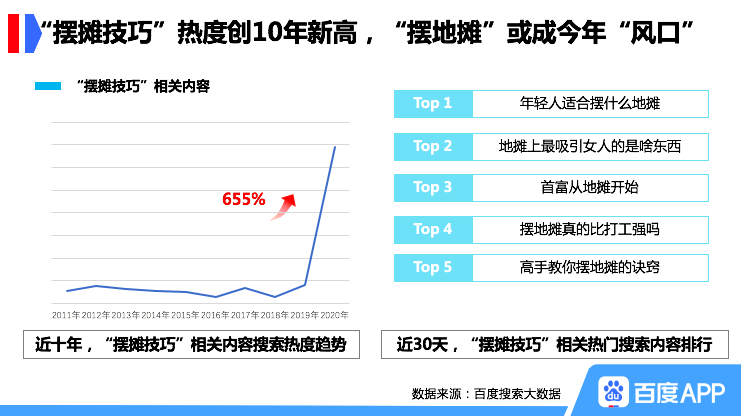 “摆摊技巧”热度创10年新高，“摆地摊”或成今年“风口”
“摆摊技巧”相关内容
655%
2011年 2012年 2013年 2014年 2015年 2016年 2017年 2018年 2019年 2020年
近十年，“摆摊技巧”相关内容搜索热度趋势
Top 1 年轻人适合摆什么地摊
Top 2 地摊上最吸引女人的是啥东西
Top 3 首富从地摊开始
Top 4 摆地摊真的比打工强吗
Top 5 高手教你摆地摊的诀窍
近30天，“摆摊技巧”相关热门搜索内容排行
数据来源：百度搜索大数据
du 百度APP